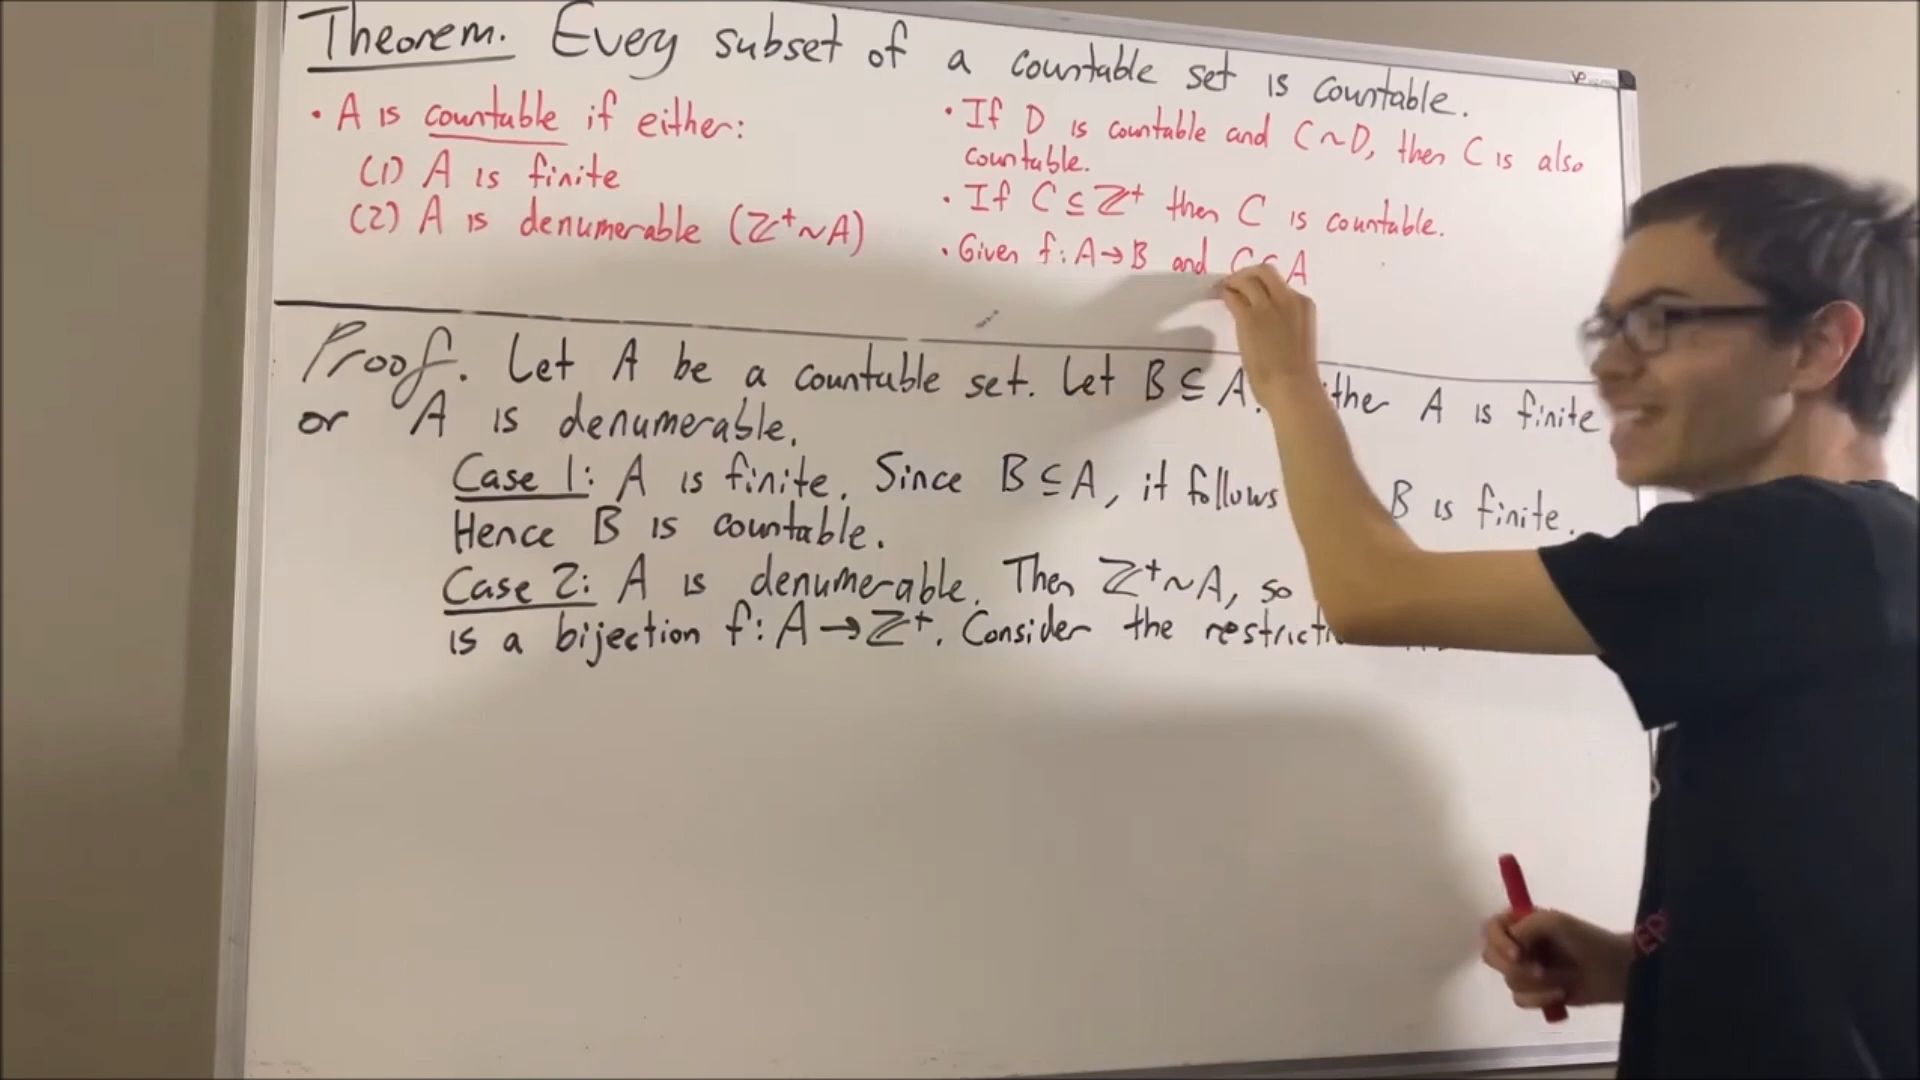 Theorem. Every subset of a countable set is countable.
• A is countable if either:
(1) A is finite
(2) A is denumerable (ℤ⁺~A)
• If D is countable and C~D, then C is also
countable.
• If C⊆ℤ⁺ then C is countable.
• Given f: A→B and C⊆A
Proof. Let A be a countable set. Let B⊆A. A is finite
or A is denumerable.
Case 1: A is finite. Since B⊆A, it follows B is finite.
Hence B is countable.
Case 2: A is denumerable. Then ℤ⁺~A, so
is a bijection f: A→ℤ⁺. Consider the